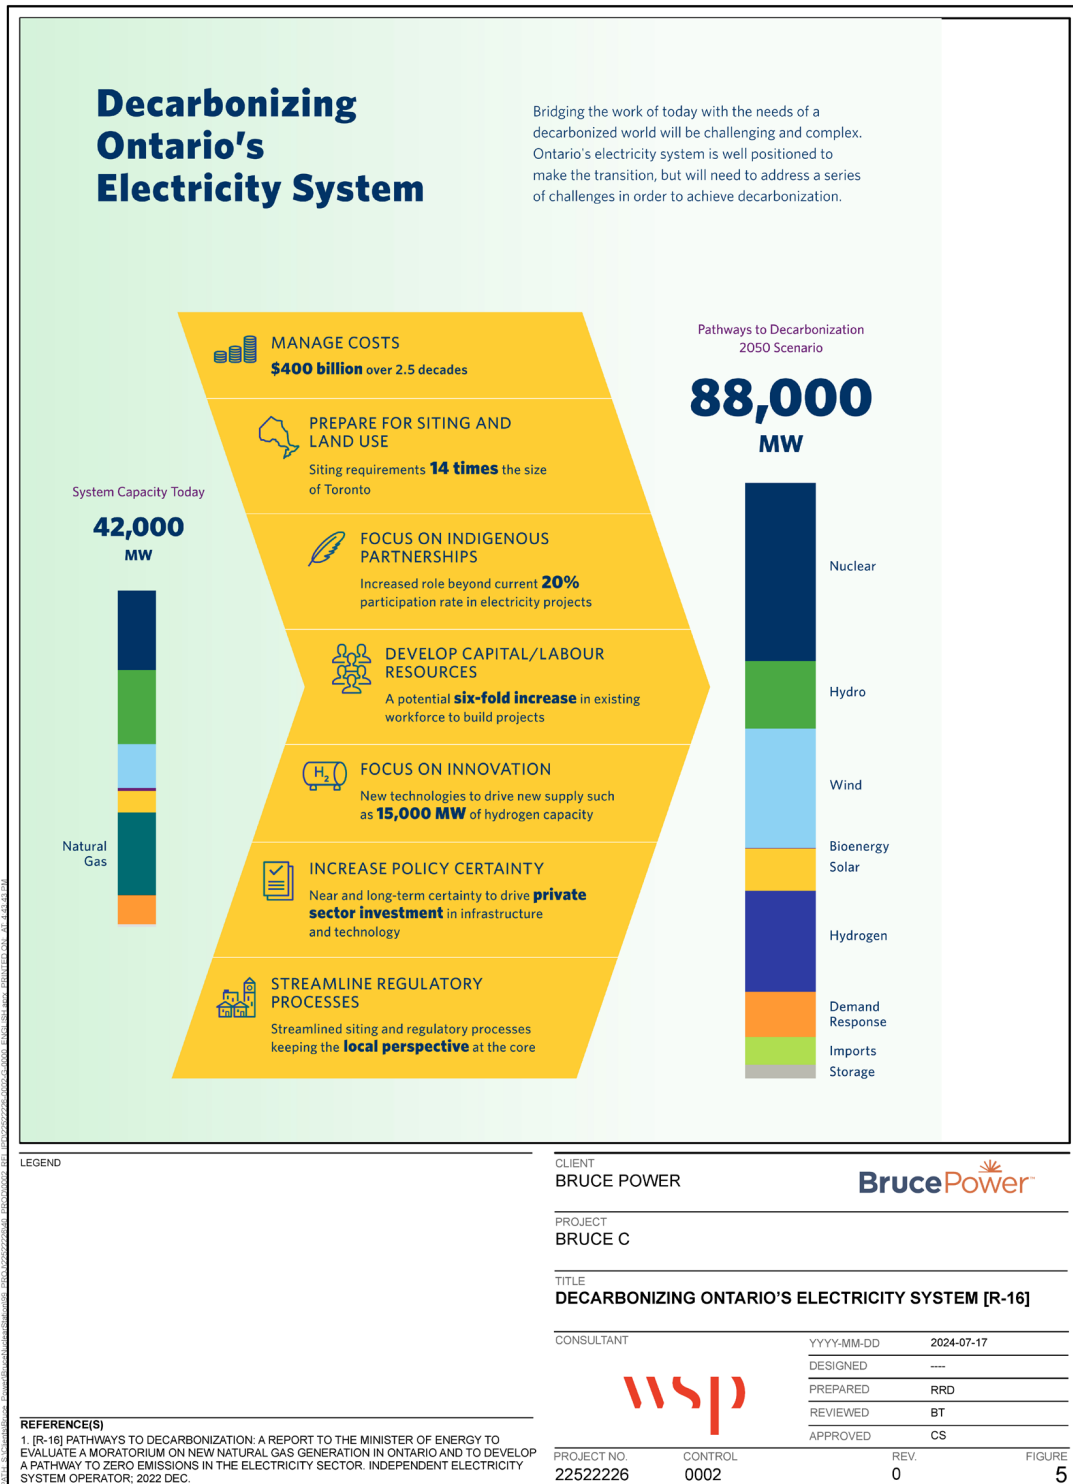 Decarbonizing
Ontario’s
Electricity System
Bridging the work of today with the needs of a
decarbonized world will be challenging and complex.
Ontario's electricity system is well positioned to
make the transition, but will need to address a series
of challenges in order to achieve decarbonization.
System Capacity Today
42,000
MW
Natural
Gas
MANAGE COSTS
$400 billion over 2.5 decades
PREPARE FOR SITING AND
LAND USE
Siting requirements 14 times the size
of Toronto
FOCUS ON INDIGENOUS
PARTNERSHIPS
Increased role beyond current 20%
participation rate in electricity projects
DEVELOP CAPITAL/LABOUR
RESOURCES
A potential six-fold increase in existing
workforce to build projects
H2
FOCUS ON INNOVATION
New technologies to drive new supply such
as 15,000 MW of hydrogen capacity
INCREASE POLICY CERTAINTY
Near and long-term certainty to drive private
sector investment in infrastructure
and technology
STREAMLINE REGULATORY
PROCESSES
Streamlined siting and regulatory processes
keeping the local perspective at the core
Pathways to Decarbonization
2050 Scenario
88,000
MW
Nuclear
Hydro
Wind
Bioenergy
Solar
Hydrogen
Demand
Response
Imports
Storage
LEGEND
REFERENCE(S)
1. [R-16] PATHWAYS TO DECARBONIZATION: A REPORT TO THE MINISTER OF ENERGY TO
EVALUATE A MORATORIUM ON NEW NATURAL GAS GENERATION IN ONTARIO AND TO DEVELOP
A PATHWAY TO ZERO EMISSIONS IN THE ELECTRICITY SECTOR. INDEPENDENT ELECTRICITY
SYSTEM OPERATOR; 2022 DEC.
CLIENT
BRUCE POWER
BrucePower™
PROJECT
BRUCE C
TITLE
DECARBONIZING ONTARIO’S ELECTRICITY SYSTEM [R-16]
CONSULTANT
wsp
YYYY-MM-DD 2024-07-17
DESIGNED ----
PREPARED RRD
REVIEWED BT
APPROVED CS
PROJECT NO. CONTROL REV. FIGURE
22522226 0002 0 5